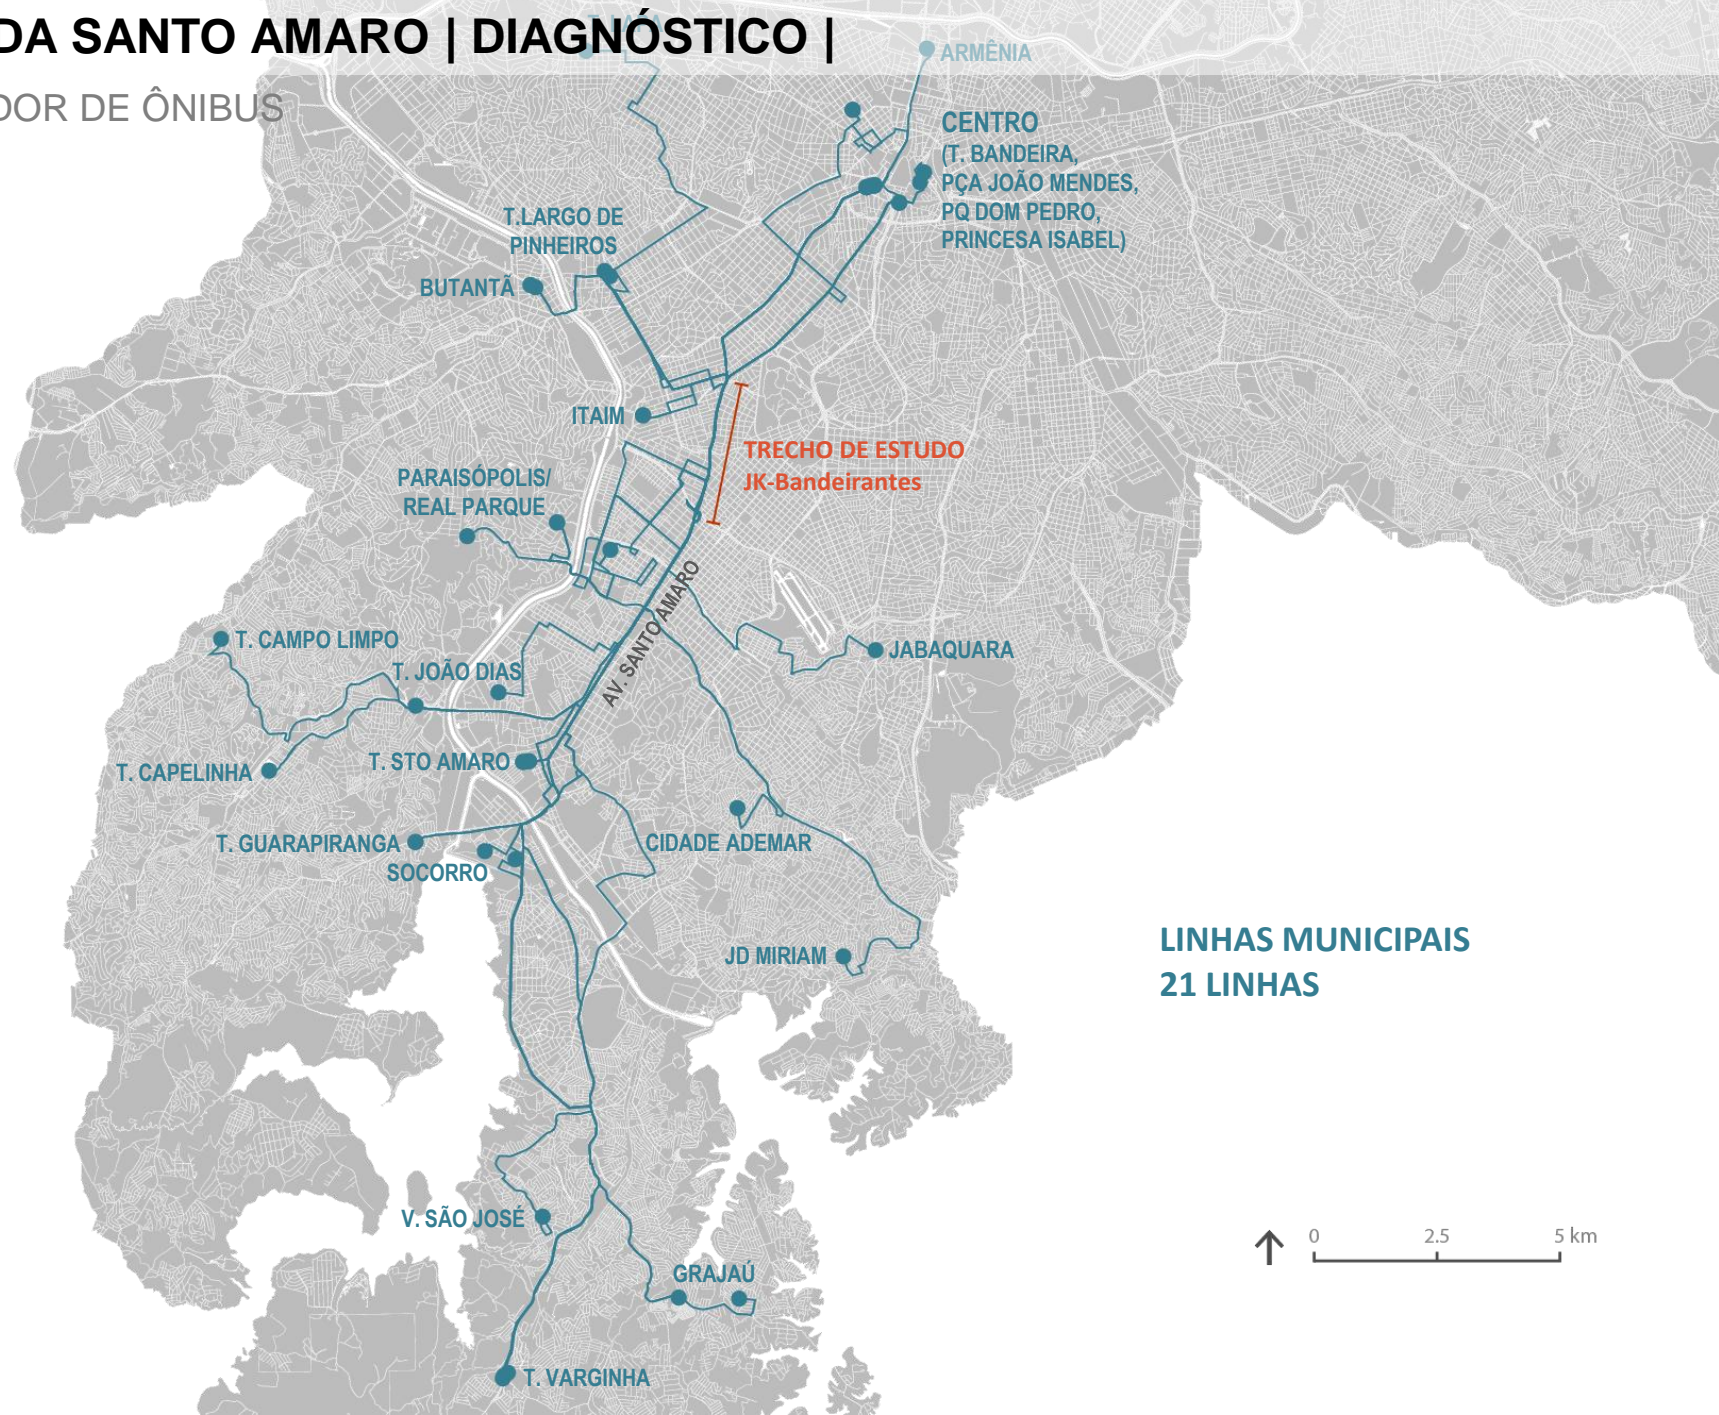 DA SANTO AMARO | DIAGNÓSTICO |
DOR DE ÔNIBUS
ARMÊNIA
CENTRO
(T. BANDEIRA,
PÇA JOÃO MENDES,
PQ DOM PEDRO,
PRINCESA ISABEL)
T.LARGO DE
PINHEIROS
BUTANTÃ
ITAIM
TRECHO DE ESTUDO
JK-Bandeirantes
PARAISÓPOLIS/
REAL PARQUE
AV. SANTO AMARO
T. CAMPO LIMPO
T. JOÃO DIAS
JABAQUARA
T. CAPELINHA
T. STO AMARO
T. GUARAPIRANGA
SOCORRO
CIDADE ADEMAR
JD MIRIAM
LINHAS MUNICIPAIS
21 LINHAS
V. SÃO JOSÉ
GRAJAÚ
T. VARGINHA
0 2.5 5 km